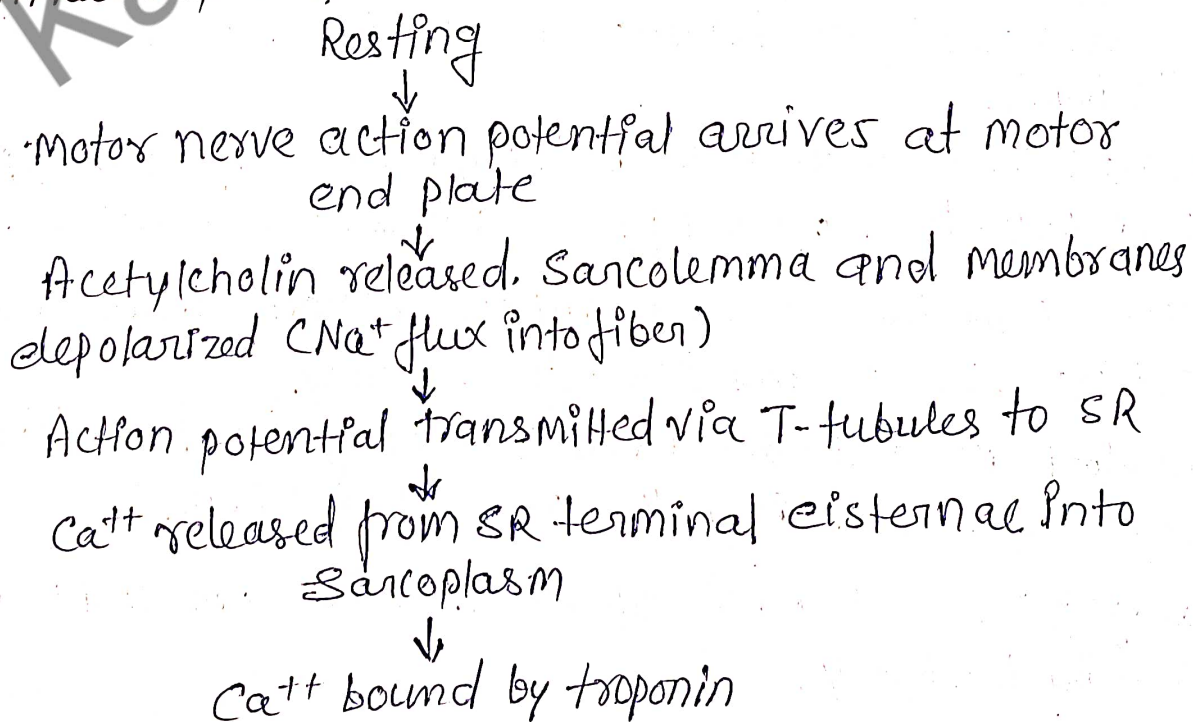 Resting
↓
Motor nerve action potential arrives at motor
end plate
↓
Acetylcholin released. Sarcolemma and membranes
depolarized (Na+ flux into fiber)
↓
Action potential transmitted via T-tubules to SR
↓
Ca++ released from SR terminal cisternae into
Sarcoplasm
↓
Ca++ bound by troponin